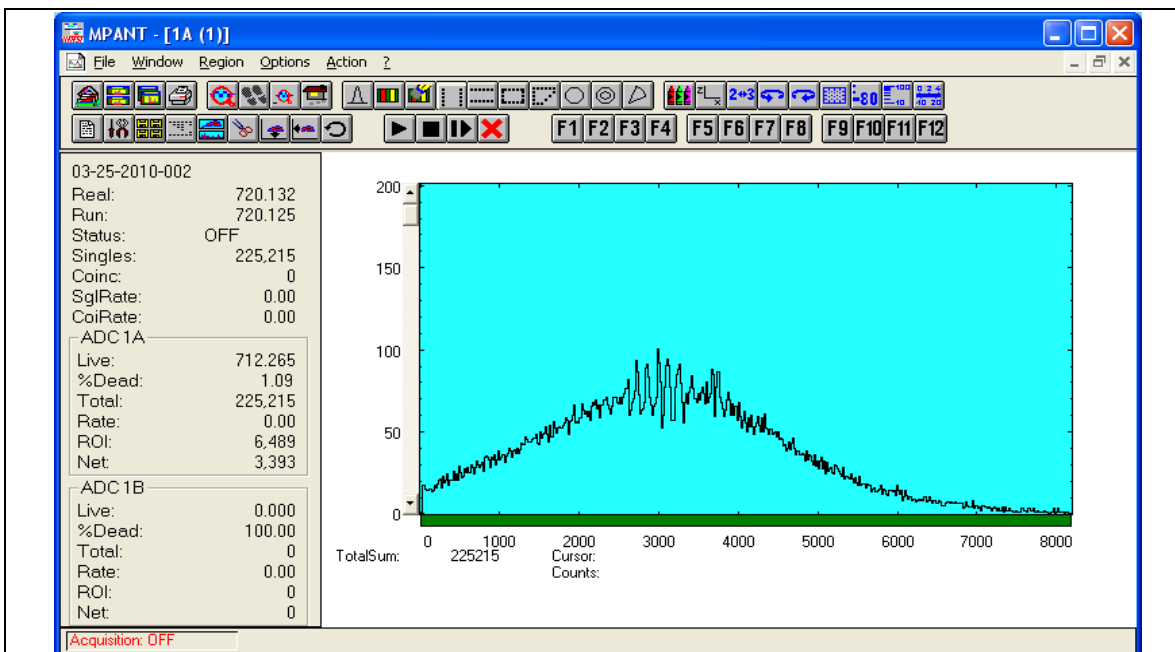 MPANT - [1A (1)]
File Window Region Options Action ?
F1 F2 F3 F4 F5 F6 F7 F8 F9 F10 F11 F12
03-25-2010-002
Real: 720.132
Run: 720.125
Status: OFF
Singles: 225,215
Coinc: 0
SglRate: 0.00
CoiRate: 0.00
ADC1A
Live: 712.265
%Dead: 1.09
Total: 225,215
Rate: 0.00
ROI: 6,489
Net: 3,393
ADC1B
Live: 0.000
%Dead: 100.00
Total: 0
Rate: 0.00
ROI: 0
Net: 0
200
150
100
50
0
0 1000 2000 3000 4000 5000 6000 7000 8000
TotalSum: 225215 Cursor:
Counts:
Acquisition: OFF